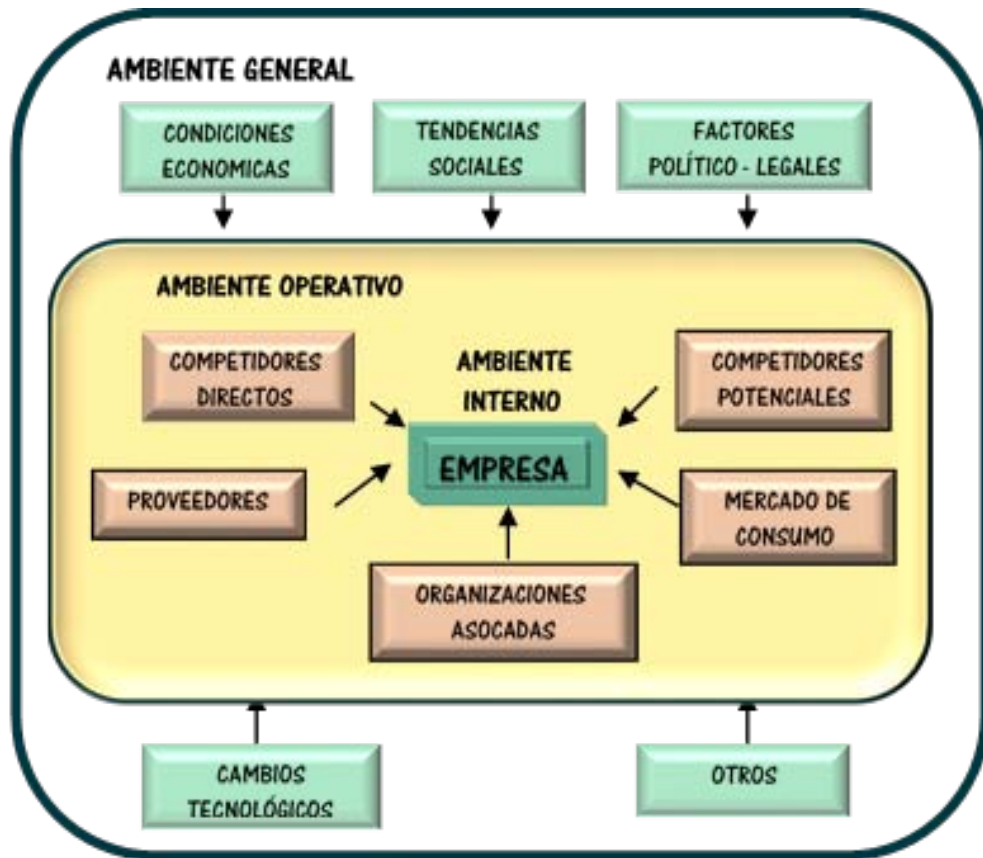 AMBIENTE GENERAL
CONDICIONES
ECONOMICAS
TENDENCIAS
SOCIALES
FACTORES
POLÍTICO - LEGALES
AMBIENTE OPERATIVO
COMPETIDORES
DIRECTOS
AMBIENTE
INTERNO
COMPETIDORES
POTENCIALES
EMPRESA
PROVEEDORES
MERCADO DE
CONSUMO
ORGANIZACIONES
ASOCADAS
CAMBIOS
TECNOLÓGICOS
OTROS